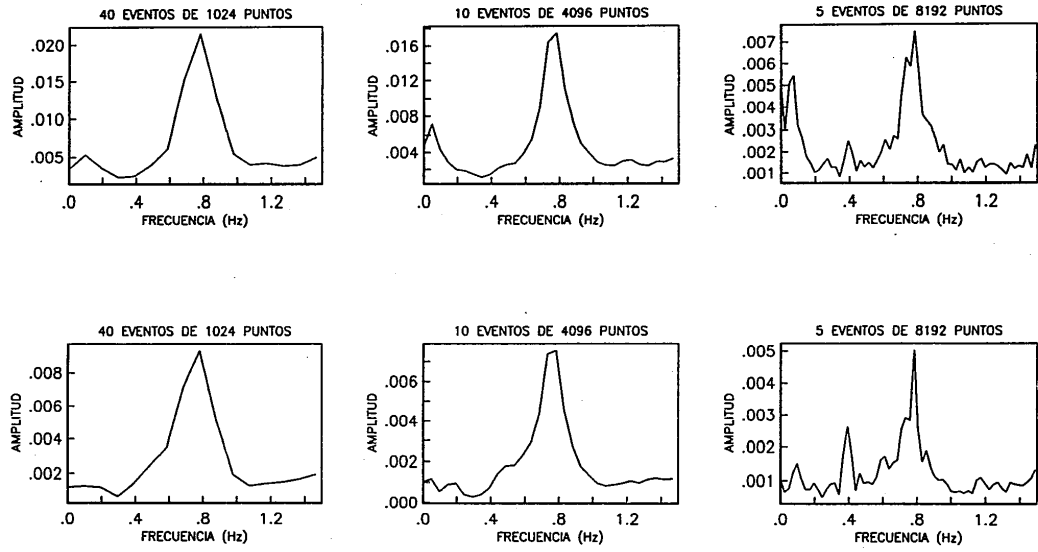 40 EVENTOS DE 1024 PUNTOS
AMPLITUD
.020
.015
.010
.005
.0 .4 .8 1.2
FRECUENCIA (Hz)
10 EVENTOS DE 4096 PUNTOS
AMPLITUD
.016
.012
.008
.004
.0 .4 .8 1.2
FRECUENCIA (Hz)
5 EVENTOS DE 8192 PUNTOS
AMPLITUD
.007
.006
.005
.004
.003
.002
.001
.0 .4 .8 1.2
FRECUENCIA (Hz)
40 EVENTOS DE 1024 PUNTOS
AMPLITUD
.008
.006
.004
.002
.0 .4 .8 1.2
FRECUENCIA (Hz)
10 EVENTOS DE 4096 PUNTOS
AMPLITUD
.006
.004
.002
.000
.0 .4 .8 1.2
FRECUENCIA (Hz)
5 EVENTOS DE 8192 PUNTOS
AMPLITUD
.005
.004
.003
.002
.001
.0 .4 .8 1.2
FRECUENCIA (Hz)